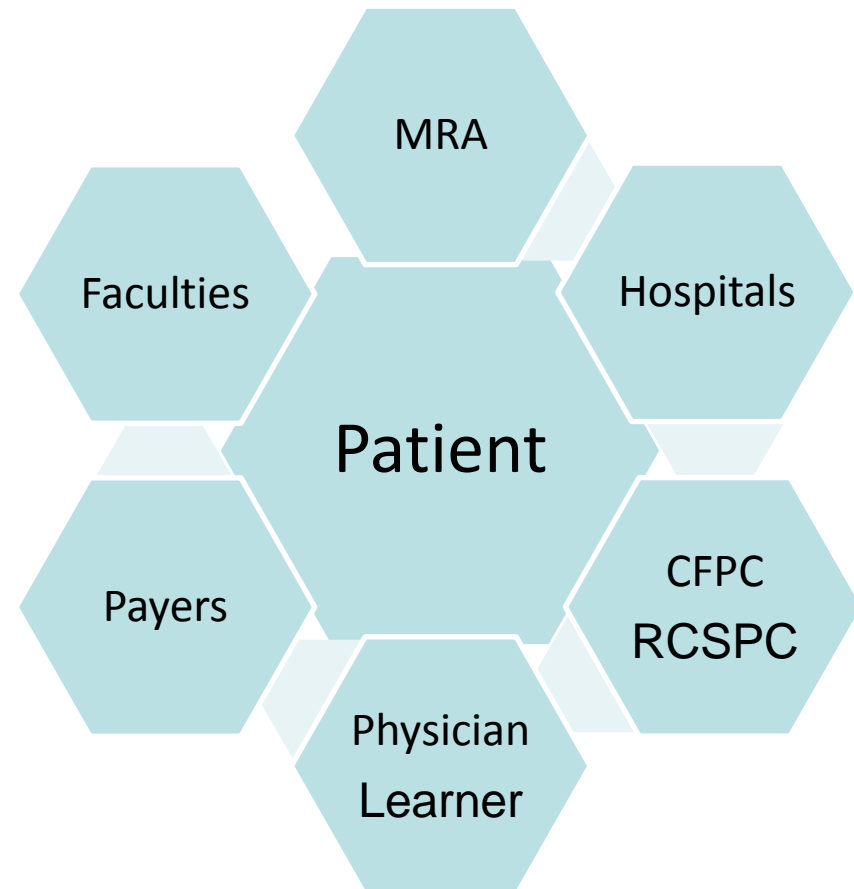 MRA
Faculties
Hospitals
Patient
Payers
CFPC
RCSPC
Physician
Learner